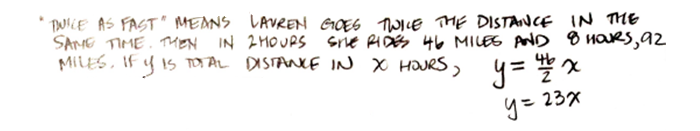 "TWICE AS FAST" MEANS LAUREN GOES TWICE THE DISTANCE IN THE
SAME TIME. THEN IN 2 HOURS SHE RIDES 46 MILES AND 8 HOURS, 92
MILES. IF y IS TOTAL DISTANCE IN x HOURS, y = 46/2 x
y = 23x